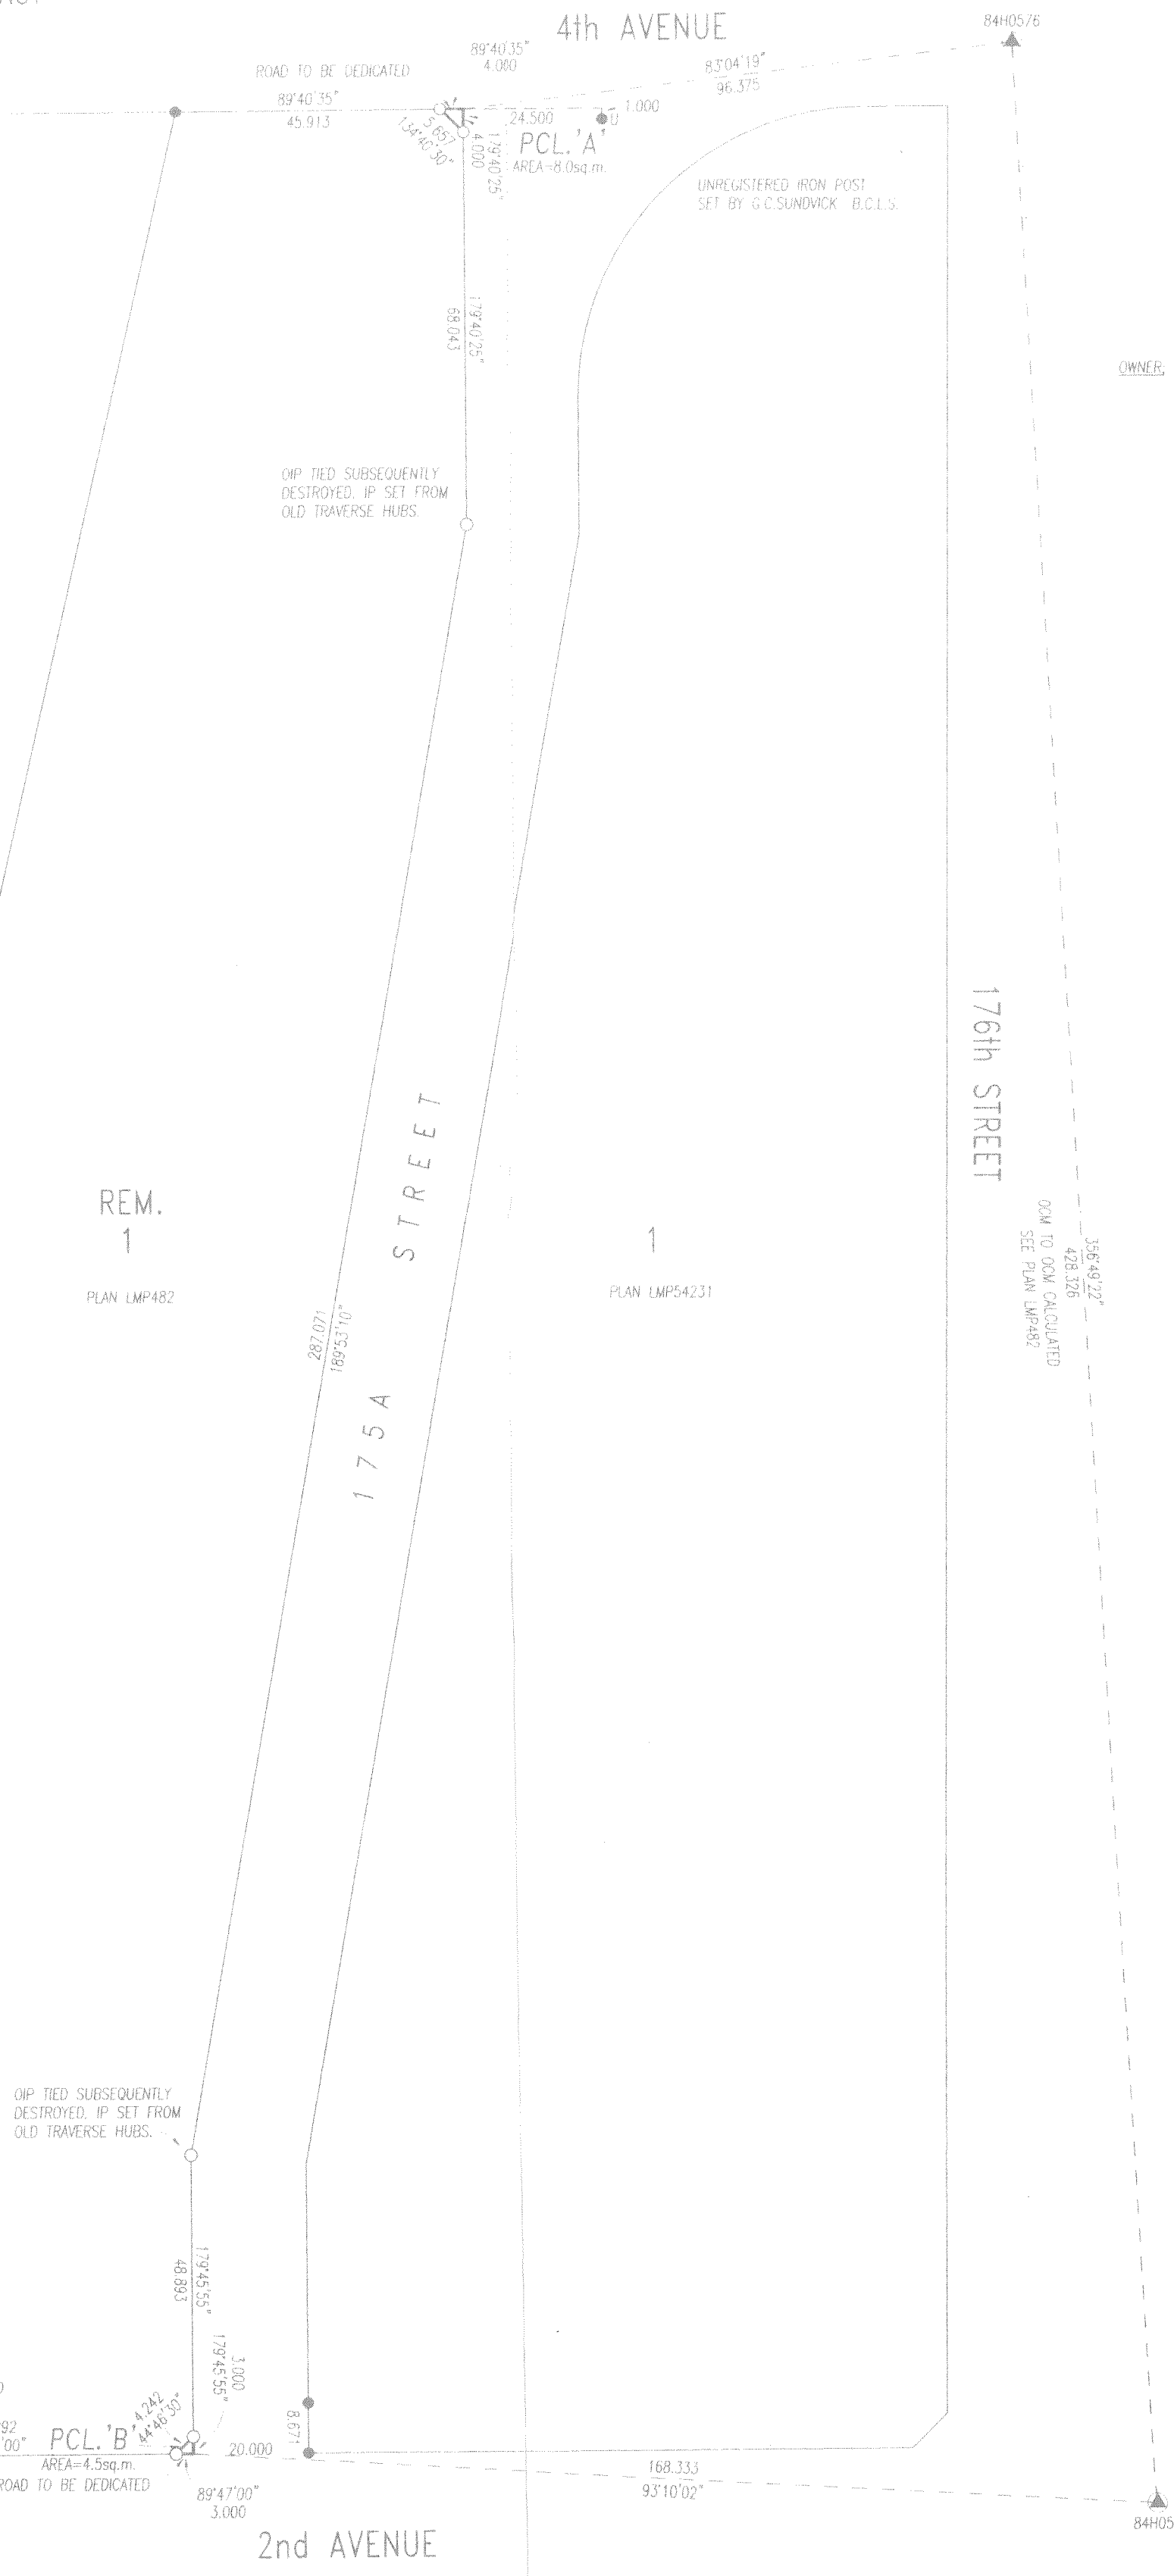 4th AVENUE
84H0576
89°40'35"
4.000
ROAD TO BE DEDICATED
83°04'19"
96.375
89°40'35"
45.913
5.657
134°40'30"
4.000
179°40'25"
24.500
1.000
U
PCL.'A'
AREA=8.0sq.m.
UNREGISTERED IRON POST
SET BY G.C.SUNDVICK B.C.L.S.
179°40'25"
68.043
OWNER
OIP TIED SUBSEQUENTLY
DESTROYED. IP SET FROM
OLD TRAVERSE HUBS.
176th STREET
175A STREET
REM.
1
PLAN LMP482
1
PLAN LMP54231
356°49'22"
428.326
OCM TO OCM CALCULATED
SEE PLAN LMP482
287.071
189°53'10"
OIP TIED SUBSEQUENTLY
DESTROYED. IP SET FROM
OLD TRAVERSE HUBS.
179°45'55"
48.893
3.000
179°45'55"
4.242
44°46'30"
92
'00"
PCL.'B'
AREA=4.5sq.m.
ROAD TO BE DEDICATED
8.671
20.000
168.333
93°10'02"
89°47'00"
3.000
84H05
2nd AVENUE